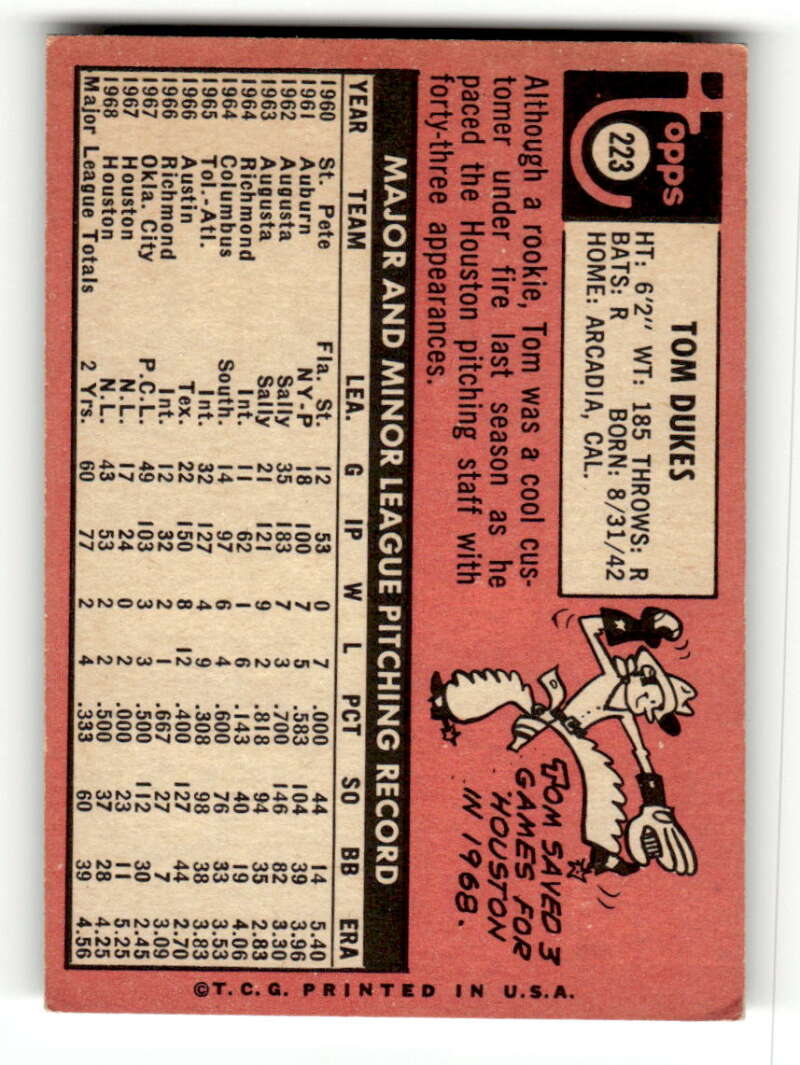 Topps
223
TOM DUKES
HT: 6'2" WT: 185 THROWS: R
BATS: R BORN: 8/31/42
HOME: ARCADIA, CAL.
Although a rookie, Tom was a cool cus-
tomer under fire last season as he
paced the Houston pitching staff with
forty-three appearances.
TOM SAVED 3
GAMES FOR
HOUSTON
IN 1968.
MAJOR AND MINOR LEAGUE PITCHING RECORD
YEAR TEAM LEA. G IP W L PCT SO BB ERA
1960 St. Pete Fla. St. 12 53 0 7 .000 44 14 5.40
1961 Auburn NY-P 18 100 7 5 .583 104 39 3.96
1962 Augusta Sally 35 183 7 3 .700 146 82 3.30
1963 Augusta Sally 21 121 9 2 .818 94 35 2.83
1964 Richmond Int. 11 62 1 6 .143 40 19 4.06
1964 Columbus South. 14 97 6 4 .600 76 33 3.53
1965 Tol.-Atl. Int. 32 127 4 9 .308 98 38 3.83
1966 Austin Tex. 22 150 8 12 .400 127 44 2.70
1966 Richmond Int. 12 32 2 1 .667 27 7 3.09
1967 Okla. City P.C.L. 49 103 3 3 .500 112 30 2.45
1967 Houston N.L. 17 24 0 2 .000 23 11 5.25
1968 Houston N.L. 43 53 2 2 .500 37 28 4.25
Major League Totals 2 Yrs. 60 77 2 4 .333 60 39 4.56
©T.C.G. PRINTED IN U.S.A.